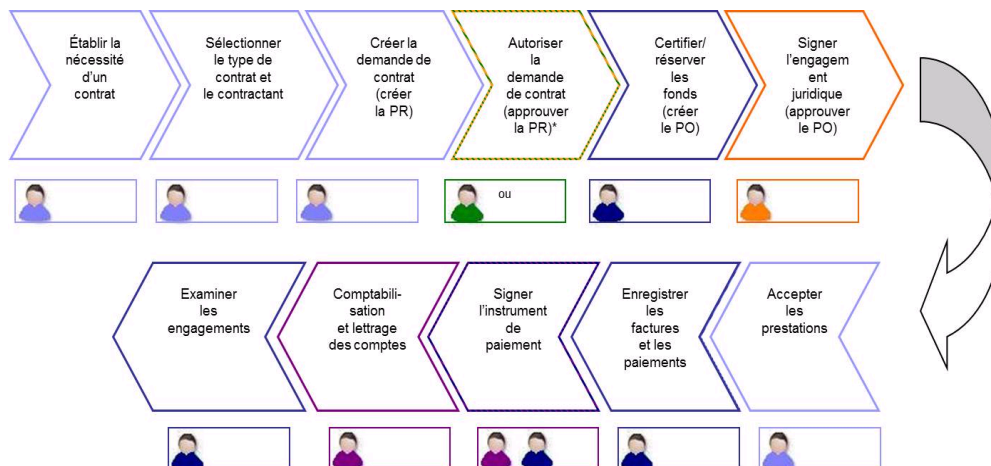 Établir la
nécessité
d'un
contrat
Sélectionner
le type de
contrat et
le contractant
Créer la
demande de
contrat
(créer
la PR)
Autoriser
la
demande
de contrat
(approuver
la PR)*
Certifier/
réserver
les
fonds
(créer
le PO)
Signer
l'engagem
ent
juridique
(approuver
le PO)
ou
Examiner
les
engagements
Comptabili-
sation
et lettrage
des comptes
Signer
l'instrument
de
paiement
Enregistrer
les
factures
et les
paiements
Accepter
les
prestations